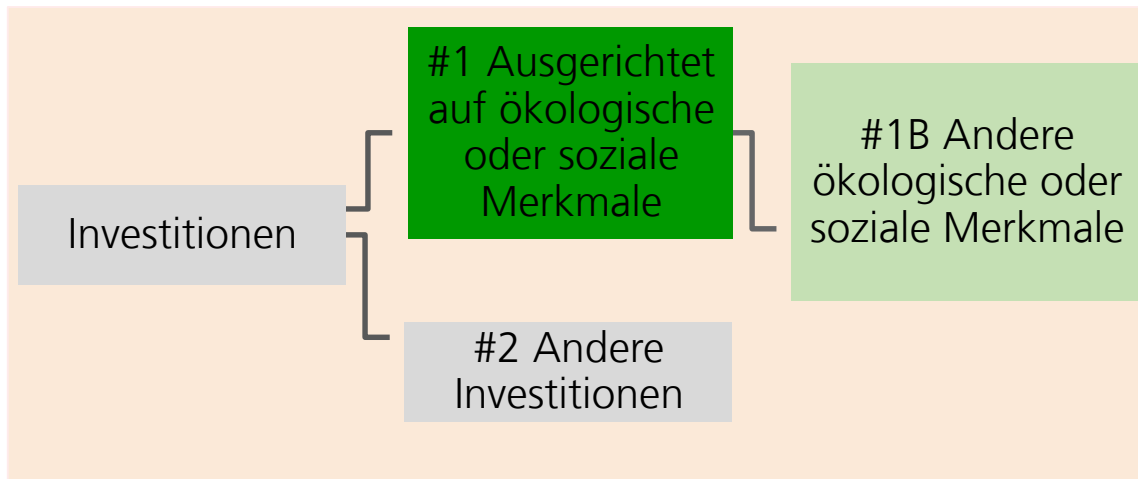 Investitionen
#1 Ausgerichtet
auf ökologische
oder soziale
Merkmale
#1B Andere
ökologische oder
soziale Merkmale
#2 Andere
Investitionen